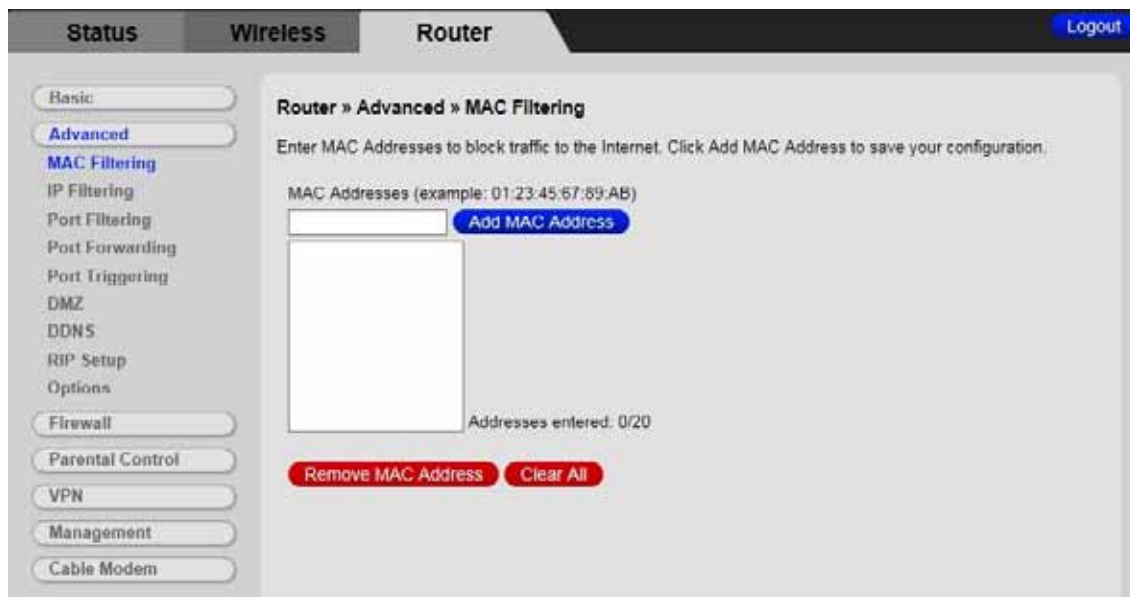 Status Wireless Router Logout
Basic
Advanced
MAC Filtering
IP Filtering
Port Filtering
Port Forwarding
Port Triggering
DMZ
DDNS
RIP Setup
Options
Firewall
Parental Control
VPN
Management
Cable Modem
Router » Advanced » MAC Filtering
Enter MAC Addresses to block traffic to the Internet. Click Add MAC Address to save your configuration.
MAC Addresses (example: 01:23:45:67:89:AB)
Add MAC Address
Addresses entered: 0/20
Remove MAC Address Clear All